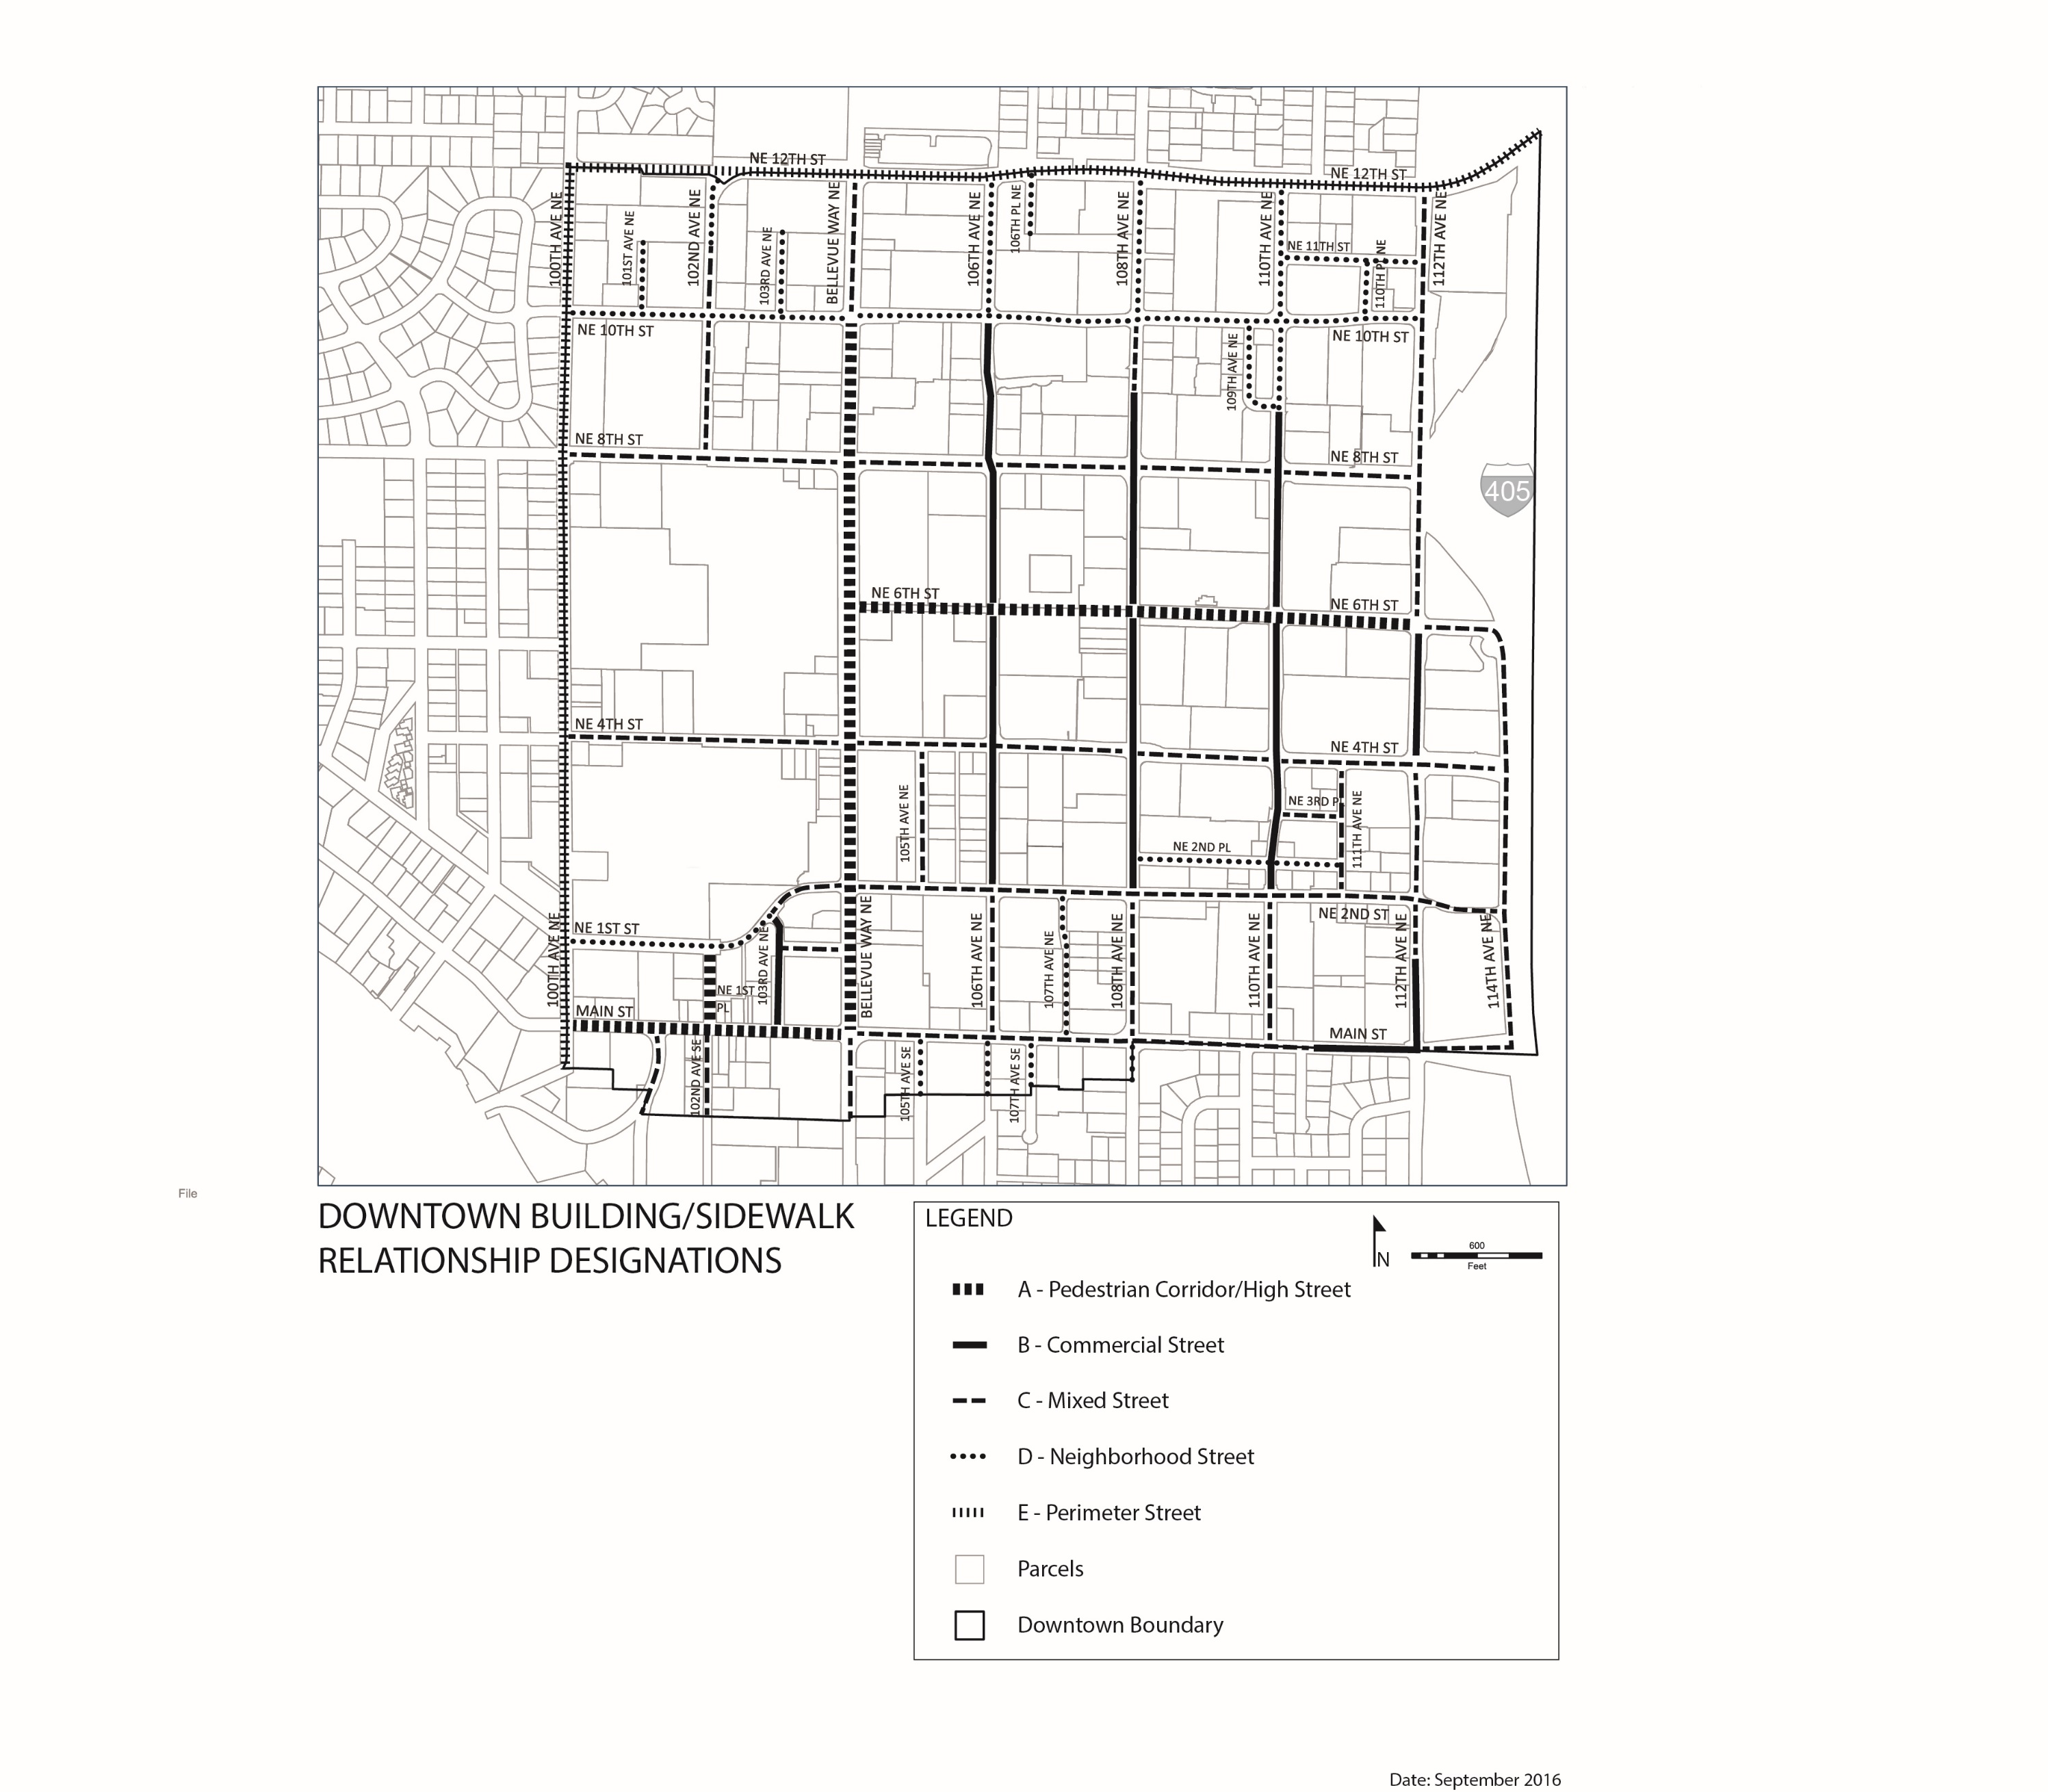 NE 12TH ST
NE 12TH ST
100TH AVE NE
101ST AVE NE
102ND AVE NE
103RD AVE NE
BELLEVUE WAY NE
106TH AVE NE
106TH PL NE
108TH AVE NE
110TH AVE NE
NE 11TH ST
110TH PL NE
112TH AVE NE
NE 10TH ST
NE 10TH ST
109TH AVE NE
NE 8TH ST
NE 8TH ST
405
NE 6TH ST
NE 6TH ST
NE 4TH ST
NE 4TH ST
105TH AVE NE
NE 3RD P
111TH AVE NE
NE 2ND PL
NE 2ND ST
NE 1ST ST
100TH AVE NE
103RD AVE NE
NE 1ST
PL
BELLEVUE WAY NE
106TH AVE NE
107TH AVE NE
108TH AVE NE
110TH AVE NE
112TH AVE NE
114TH AVE NE
MAIN ST
MAIN ST
102ND AVE SE
105TH AVE SE
107TH AVE SE
File
DOWNTOWN BUILDING/SIDEWALK
RELATIONSHIP DESIGNATIONS
LEGEND
N
600
Feet
A - Pedestrian Corridor/High Street
B - Commercial Street
C - Mixed Street
D - Neighborhood Street
E - Perimeter Street
Parcels
Downtown Boundary
Date: September 2016